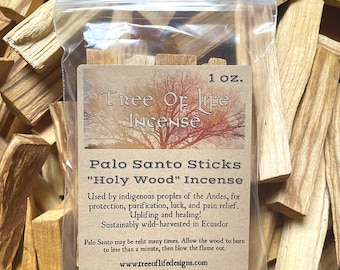 1 oz.
Tree Of Life
Incense
Palo Santo Sticks
"Holy Wood" Incense
Used by indigenous peoples of the Andes, for
protection, purification, luck, and pain relief.
Uplifing and healing!
Sustainably wild-harvested in Ecuador
Palo Santo may be relit many times. Allow the wood to burn
to less than a minute, then blow the flame out.
www.treeoflifedesigns.com